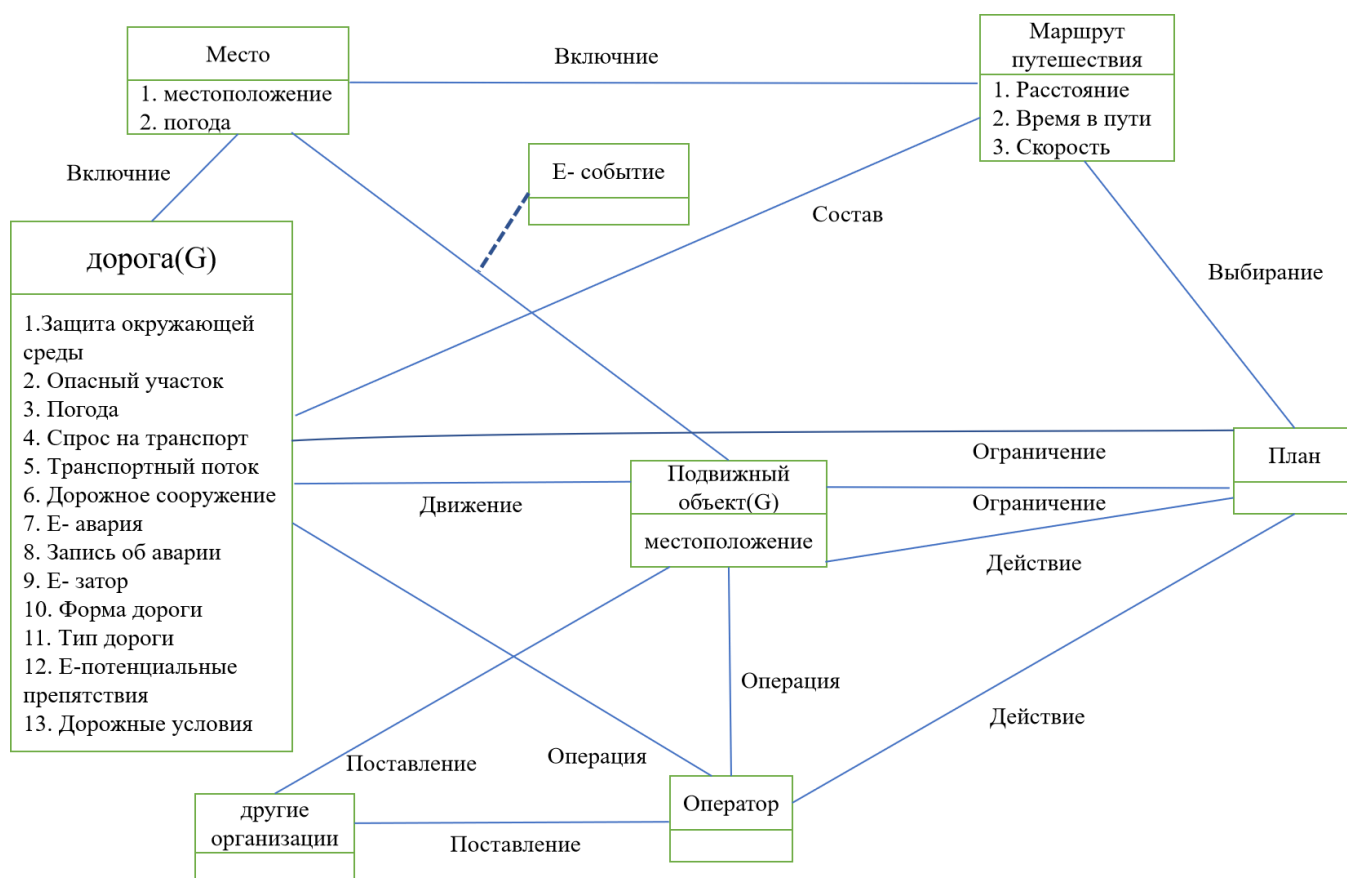 Место
1. местоположение
2. погода
Включние
Маршрут
путешествия
1. Расстояние
2. Время в пути
3. Скорость
Включние
Е- событие
Состав
Выбирание
дорога(G)
1.Защита окружающей
среды
2. Опасный участок
3. Погода
4. Спрос на транспорт
5. Транспортный поток
6. Дорожное сооружение
7. Е- авария
8. Запись об аварии
9. Е- затор
10. Форма дороги
11. Тип дороги
12. Е-потенциальные
препятствия
13. Дорожные условия
Ограничение
План
Подвижный
объект(G)
местоположение
Движение
Ограничение
Действие
Операция
Действие
Операция
Поставление
другие
организации
Поставление
Оператор